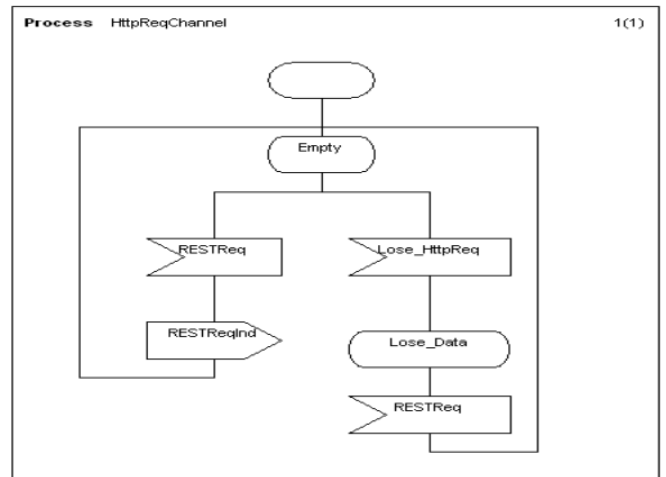 Process HttpReqChannel 1(1)
Empty
RESTReq
Lose_HttpReq
RESTReqInd
Lose_Data
RESTReq